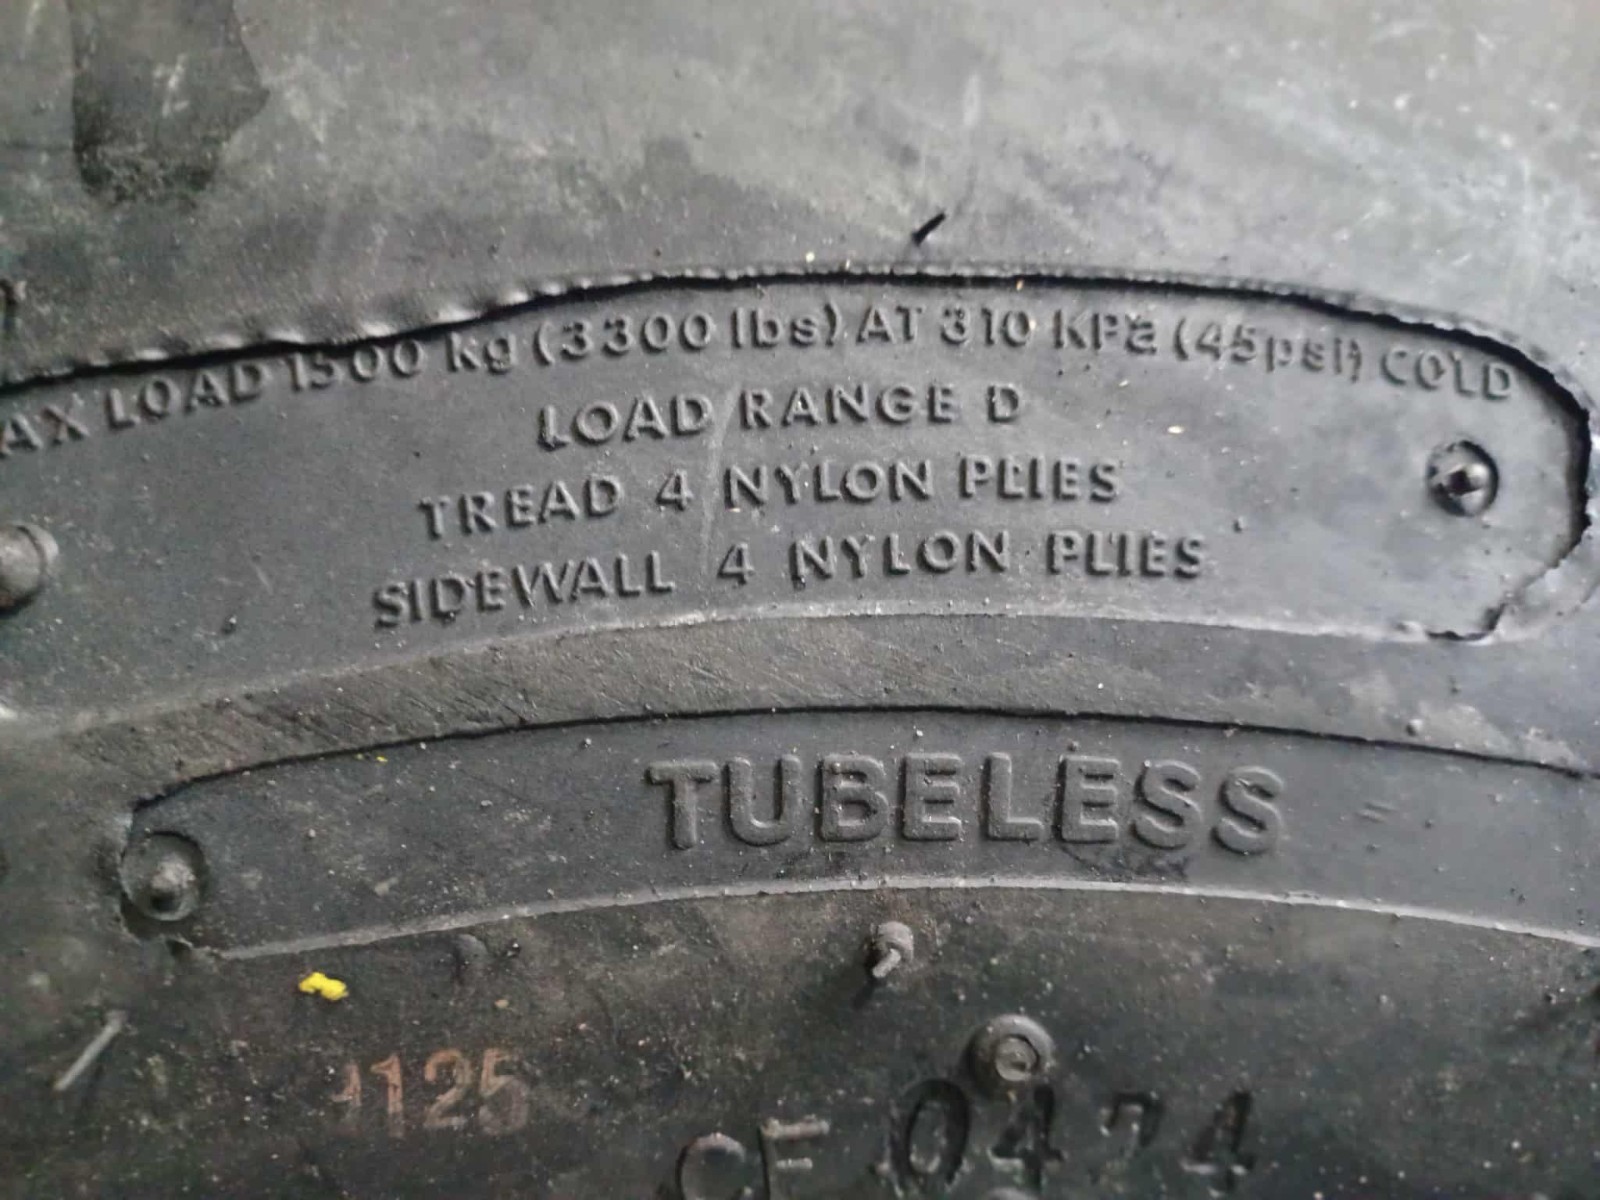 AX LOAD 1500 kg (3300 lbs) AT 310 KPa (45psi) COLD
LOAD RANGE D
TREAD 4 NYLON PLIES
SIDEWALL 4 NYLON PLIES
TUBELESS
1125